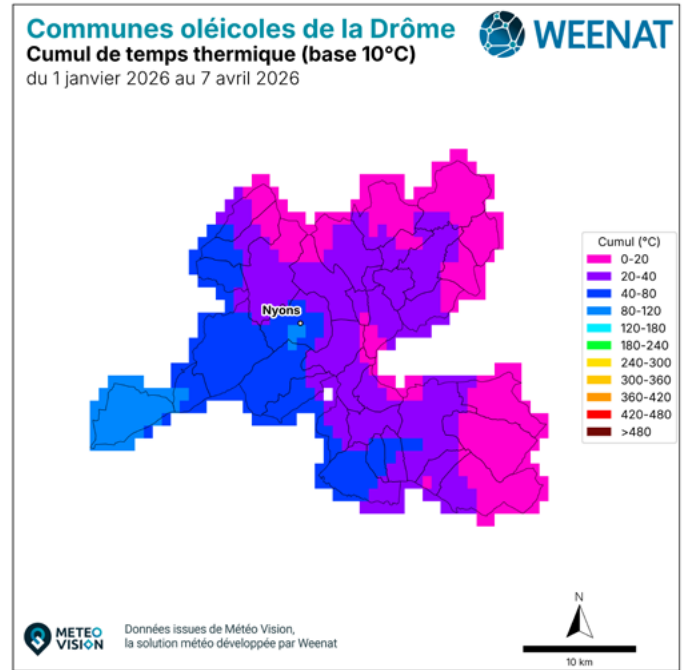 Communes oléicoles de la Drôme
WEENAT
Cumul de temps thermique (base 10°C)
du 1 janvier 2026 au 7 avril 2026
Nyons
Cumul (°C)
0-20
20-40
40-80
80-120
120-180
180-240
240-300
300-360
360-420
420-480
>480
METEO
VISION
Données issues de Météo Vision,
la solution météo développée par Weenat
N
10 km